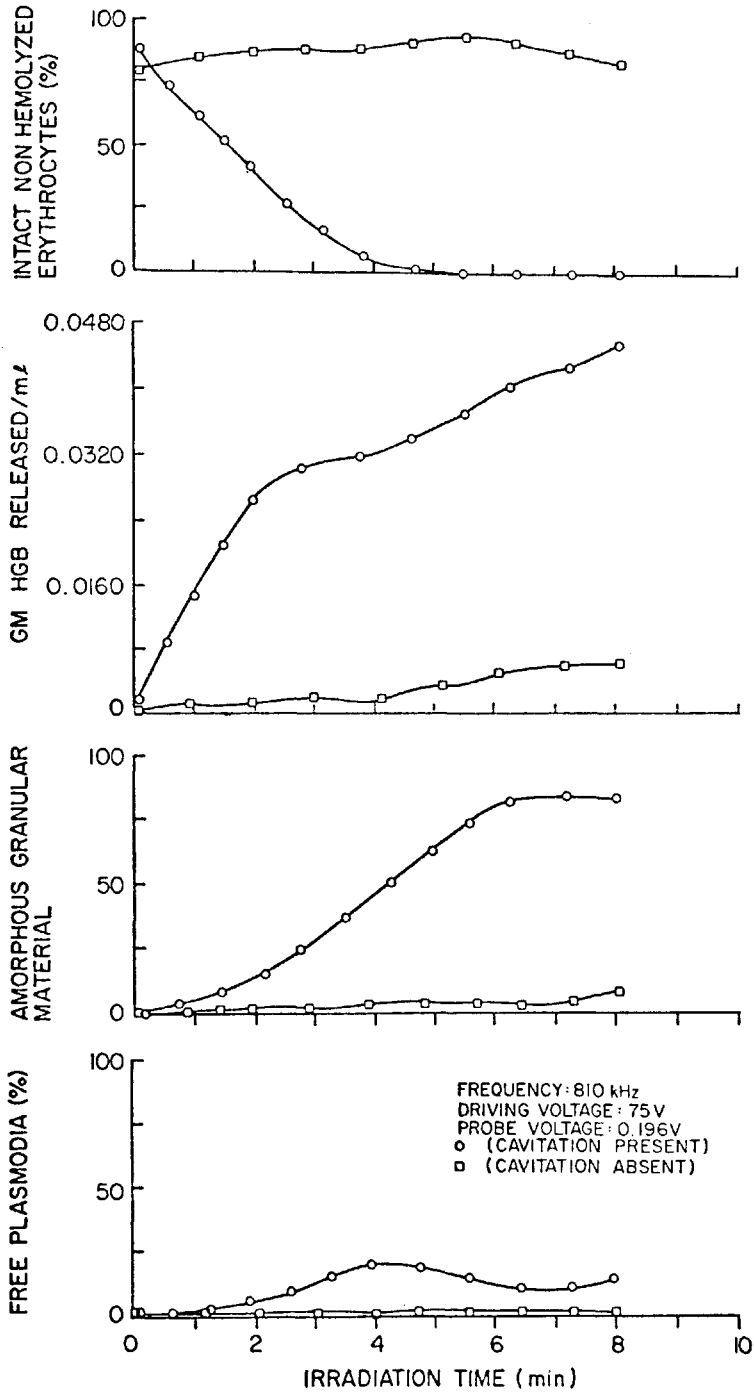 INTACT NON HEMOLYZED
ERYTHROCYTES (%)
100
50
0
GM HGB RELEASED/mℓ
0.0480
0.0320
0.0160
0
AMORPHOUS GRANULAR
MATERIAL
100
50
0
FREE PLASMODIA (%)
100
50
0
FREQUENCY: 810 kHz
DRIVING VOLTAGE: 75V
PROBE VOLTAGE: 0.196V
(CAVITATION PRESENT)
(CAVITATION ABSENT)
0 2 4 6 8 10
IRRADIATION TIME (min)